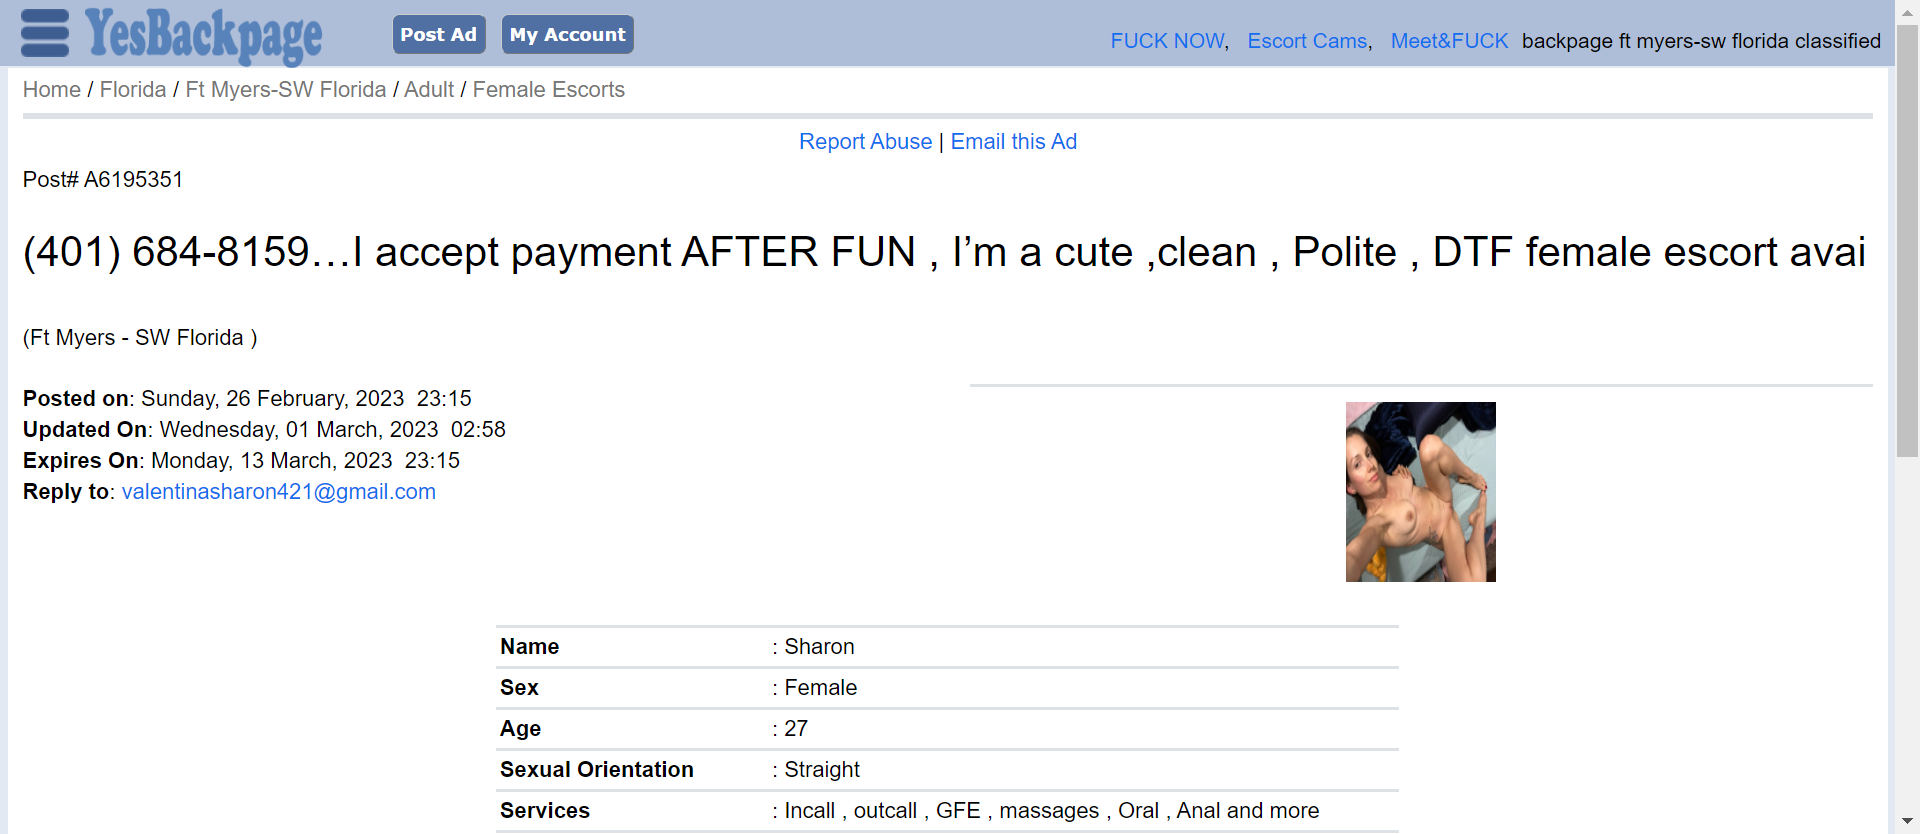 YesBackpage
Post Ad
My Account
FUCK NOW, Escort Cams, Meet&FUCK backpage ft myers-sw florida classified
Home / Florida / Ft Myers-SW Florida / Adult / Female Escorts
Report Abuse | Email this Ad
Post# A6195351
(401) 684-8159…I accept payment AFTER FUN , I’m a cute ,clean , Polite , DTF female escort avai
(Ft Myers - SW Florida )
Posted on: Sunday, 26 February, 2023 23:15
Updated On: Wednesday, 01 March, 2023 02:58
Expires On: Monday, 13 March, 2023 23:15
Reply to: valentinasharon421@gmail.com
Name : Sharon
Sex : Female
Age : 27
Sexual Orientation : Straight
Services : Incall , outcall , GFE , massages , Oral , Anal and more